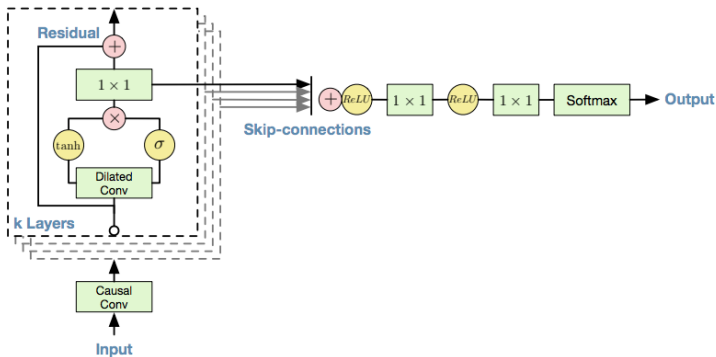 Residual
+
1 × 1
×
tanh
σ
Dilated
Conv
k Layers
Causal
Conv
Input
Skip-connections
+
ReLU
1 × 1
ReLU
1 × 1
Softmax
Output